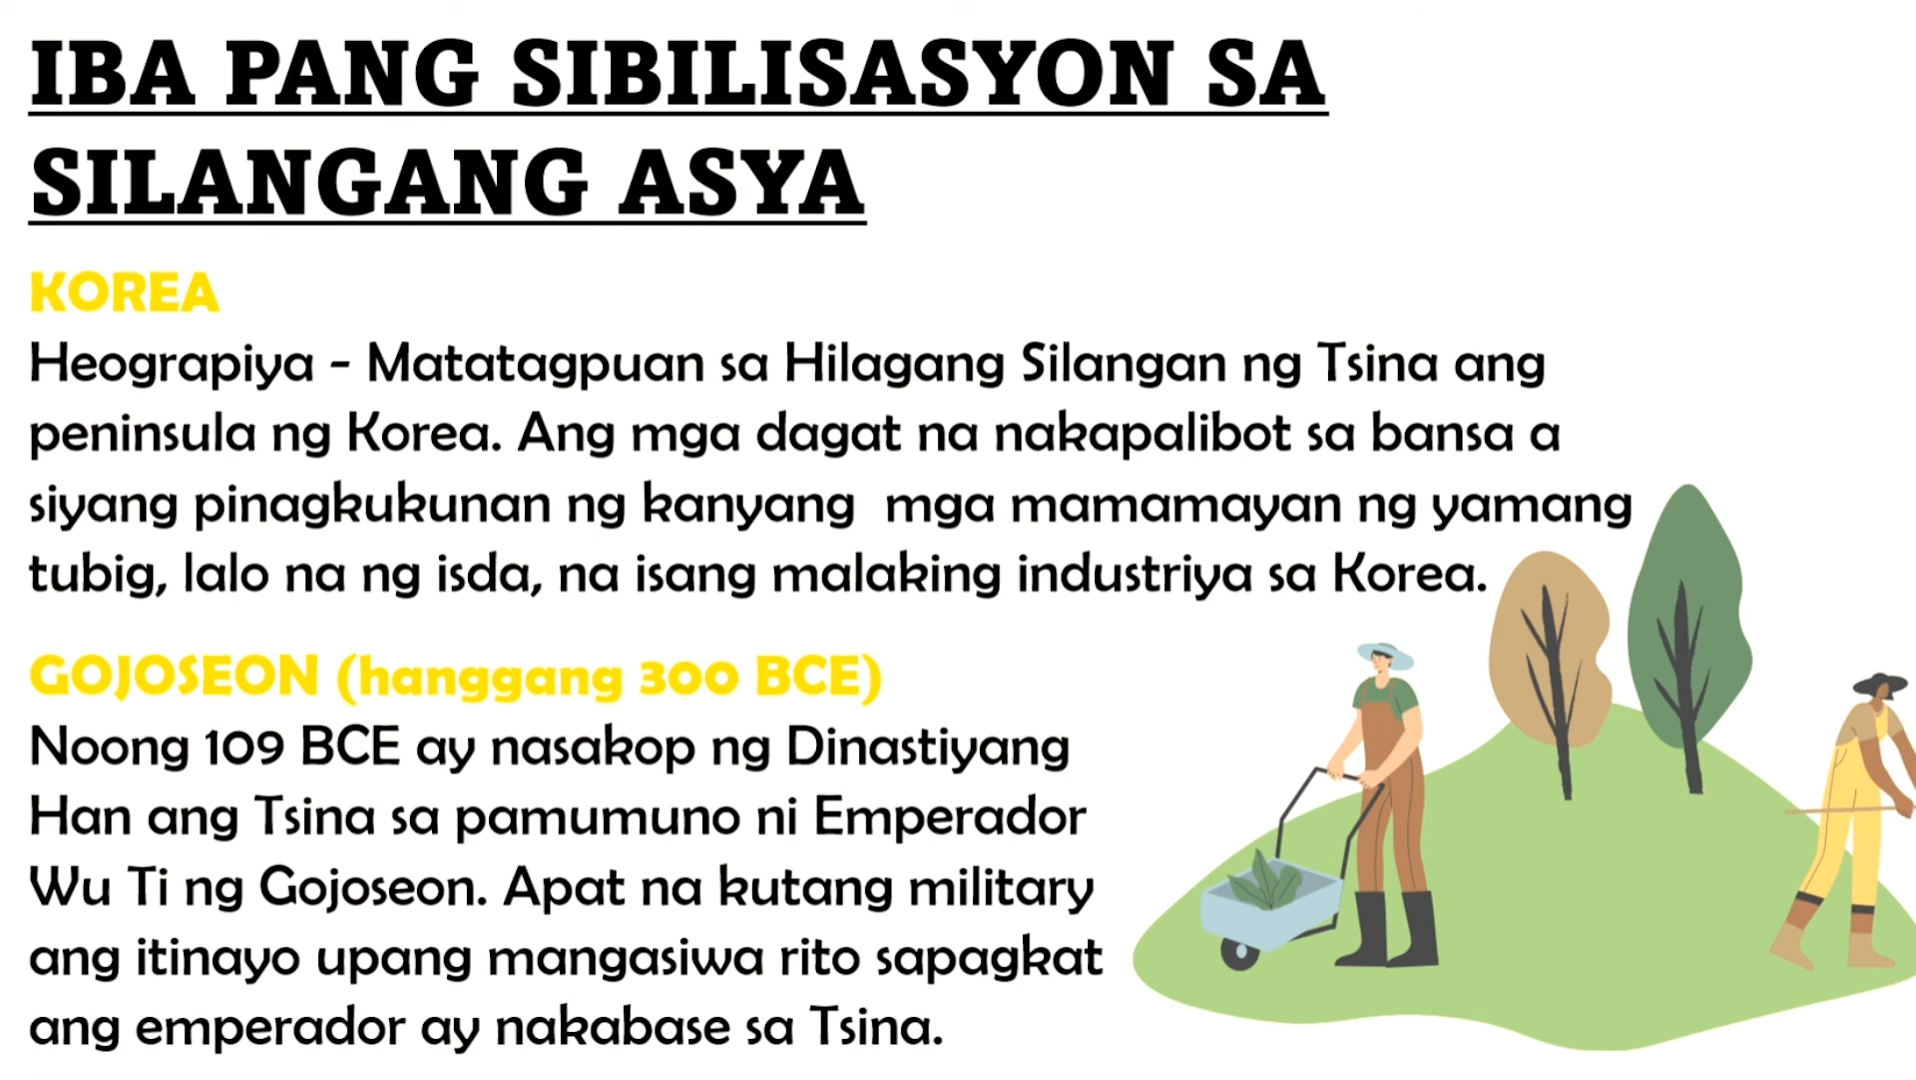 IBA PANG SIBILISASYON SA
SILANGANG ASYA
KOREA
Heograpiya - Matatagpuan sa Hilagang Silangan ng Tsina ang
peninsula ng Korea. Ang mga dagat na nakapalibot sa bansa a
siyang pinagkukunan ng kanyang mga mamamayan ng yamang
tubig, lalo na ng isda, na isang malaking industriya sa Korea.
GOJOSEON (hanggang 300 BCE)
Noong 109 BCE ay nasakop ng Dinastiyang
Han ang Tsina sa pamumuno ni Emperador
Wu Ti ng Gojoseon. Apat na kutang military
ang itinayo upang mangasiwa rito sapagkat
ang emperador ay nakabase sa Tsina.